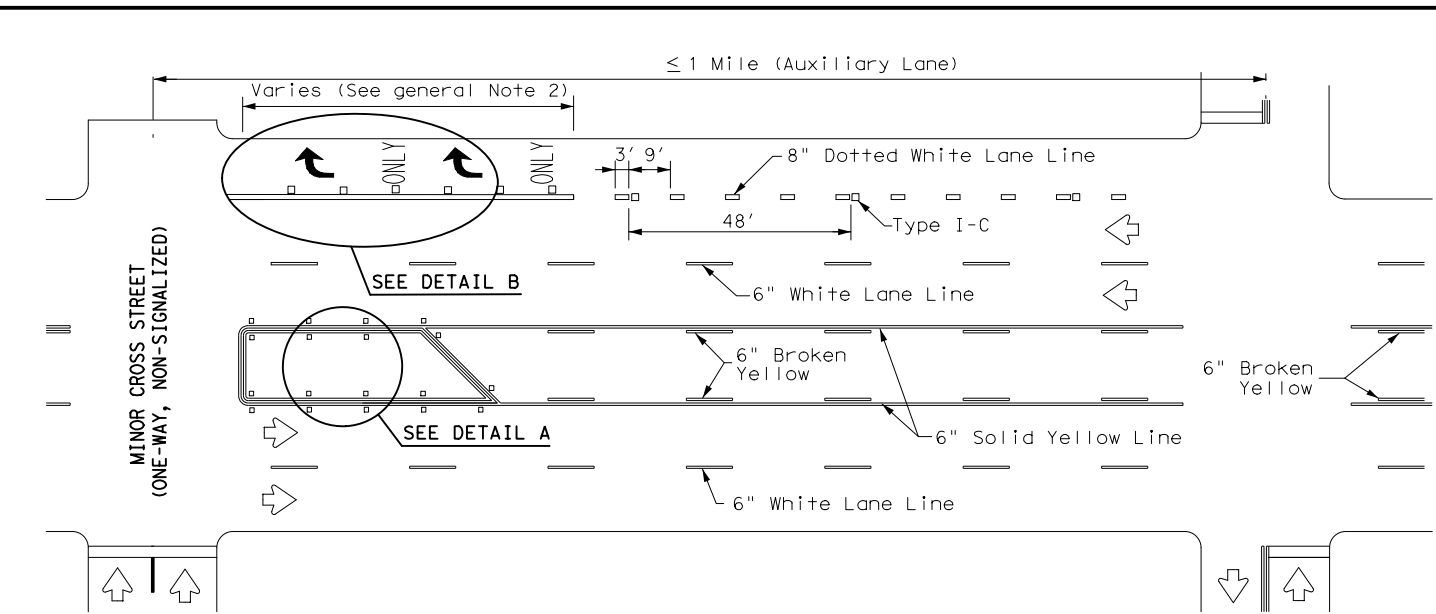 ≤ 1 Mile (Auxiliary Lane)
Varies (See general Note 2)
ONLY
ONLY
3' 9'
8" Dotted White Lane Line
48'
Type I-C
SEE DETAIL B
6" White Lane Line
MINOR CROSS STREET
(ONE-WAY, NON-SIGNALIZED)
6" Broken
Yellow
6" Broken
Yellow
SEE DETAIL A
6" Solid Yellow Line
6" White Lane Line